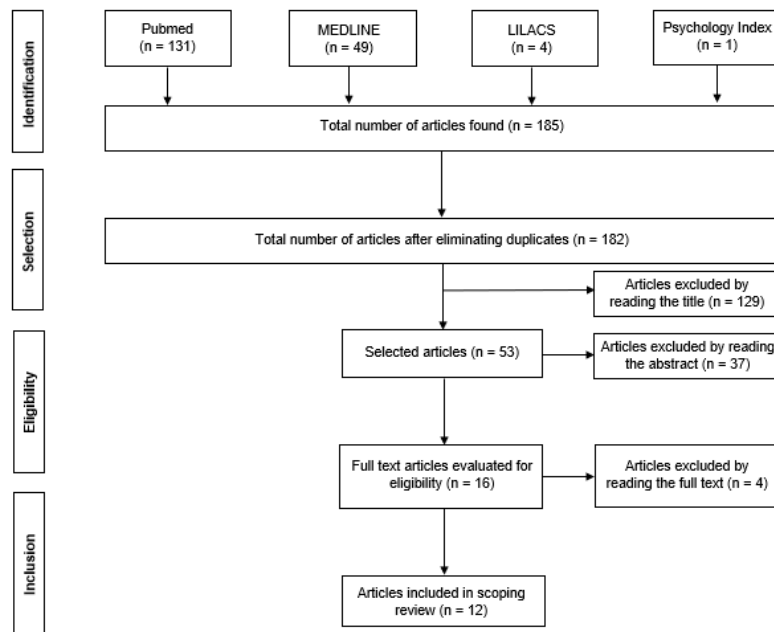 Identification
Pubmed
(n = 131)
MEDLINE
(n = 49)
LILACS
(n = 4)
Psychology Index
(n = 1)
Total number of articles found (n = 185)
Selection
Total number of articles after eliminating duplicates (n = 182)
Articles excluded by
reading the title (n = 129)
Eligibility
Selected articles (n = 53)
Articles excluded by reading
the abstract (n = 37)
Full text articles evaluated for
eligibility (n = 16)
Articles excluded by
reading the full text (n = 4)
Inclusion
Articles included in scoping
review (n = 12)